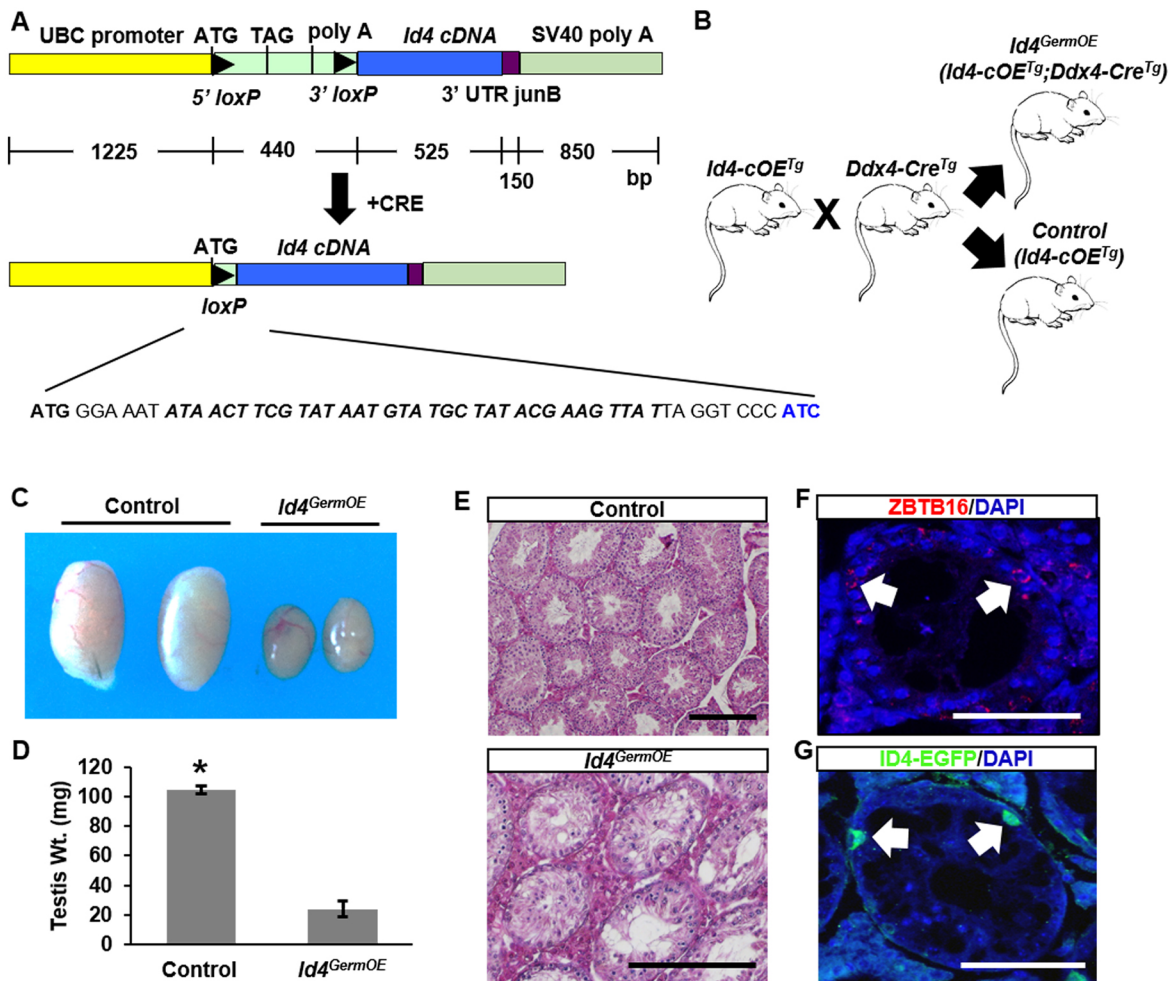 A
UBC promoter ATG TAG poly A Id4 cDNA SV40 poly A
5' loxP 3' loxP 3' UTR junB
1225 440 525 150 850 bp
+CRE
ATG Id4 cDNA
loxP
ATG GGA AAT ATA ACT TCG TAT AAT GTA TGC TAT ACG AAG TTA TTA GGT CCC ATC
B
Id4GermOE
(Id4-cOETg;Ddx4-CreTg)
Id4-cOETg X Ddx4-CreTg
Control
(Id4-cOETg)
C
Control Id4GermOE
D
120
100
80
60
40
20
0
Testis Wt. (mg)
*
Control Id4GermOE
E
Control
Id4GermOE
F
ZBTB16/DAPI
G
ID4-EGFP/DAPI